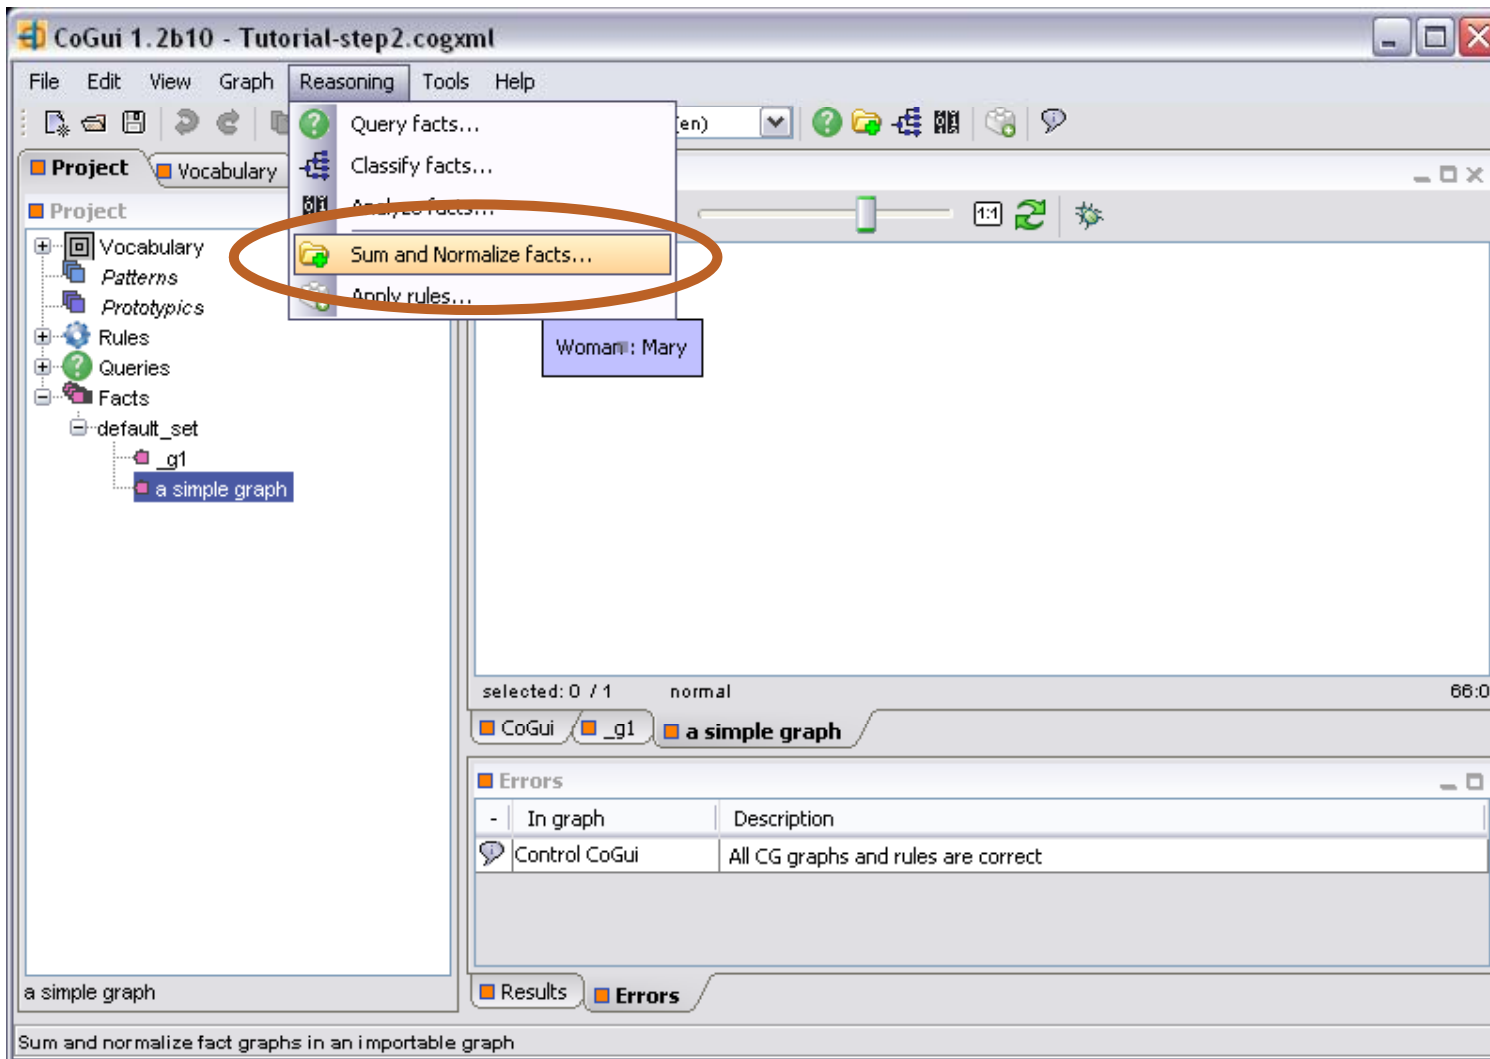 CoGui 1.2b10 - Tutorial-step2.cogxml
File Edit View Graph Reasoning Tools Help
(en)
Query facts...
Classify facts...
Analyze facts...
Sum and Normalize facts...
Apply rules...
Project Vocabulary
Project
Vocabulary
Patterns
Prototypics
Rules
Queries
Facts
default_set
_g1
a simple graph
1:1
Woman : Mary
selected: 0 / 1 normal 66:0
CoGui _g1 a simple graph
Errors
- In graph Description
Control CoGui All CG graphs and rules are correct
Results Errors
a simple graph
Sum and normalize fact graphs in an importable graph